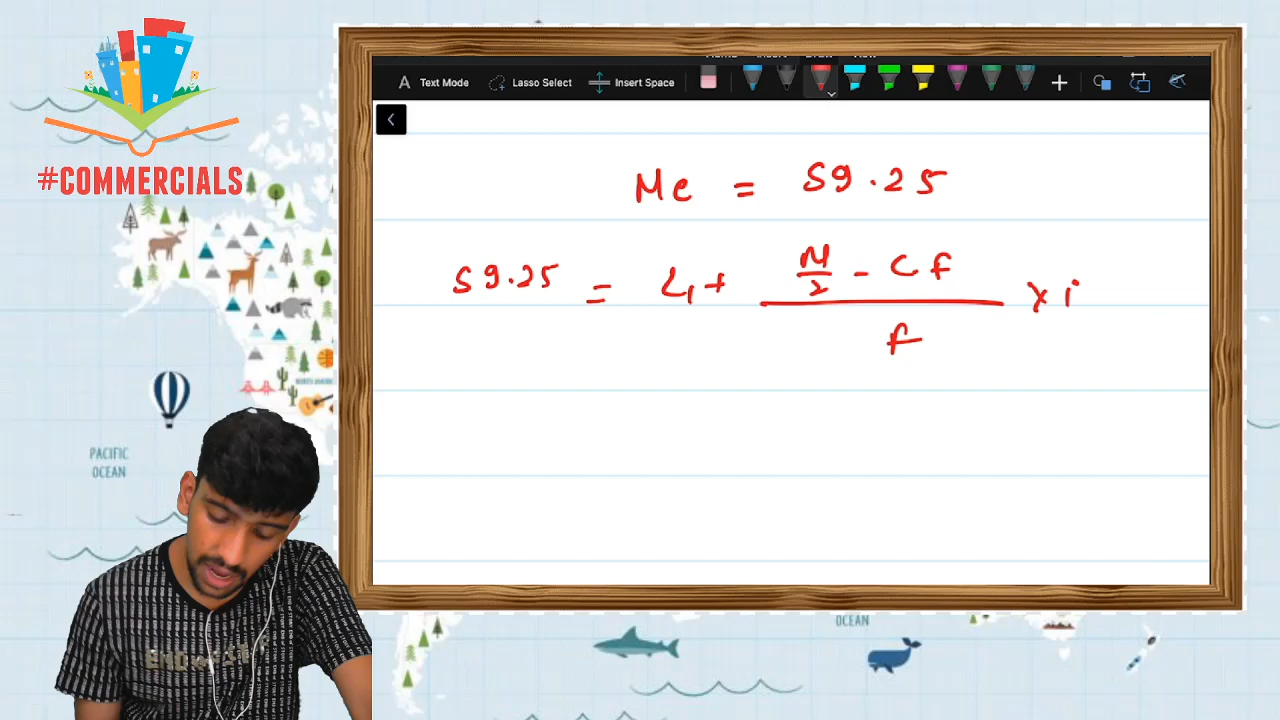 #COMMERCIALS
A Text Mode Lasso Select Insert Space
Me = 59.25
59.25 = L₁ + (N/2 - Cf)/f × i
PACIFIC
OCEAN
OCEAN